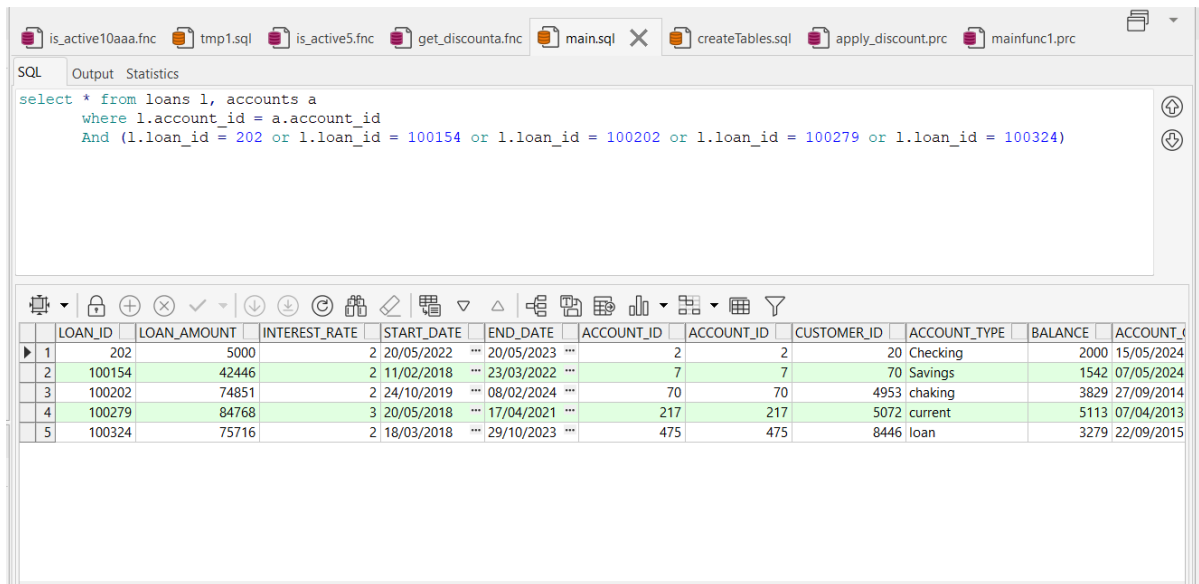 is_active10aaa.fnc tmp1.sql is_active5.fnc get_discounta.fnc main.sql createTables.sql apply_discount.prc mainfunc1.prc
SQL Output Statistics
select * from loans l, accounts a
where l.account_id = a.account_id
And (l.loan_id = 202 or l.loan_id = 100154 or l.loan_id = 100202 or l.loan_id = 100279 or l.loan_id = 100324)
LOAN_ID LOAN_AMOUNT INTEREST_RATE START_DATE END_DATE ACCOUNT_ID ACCOUNT_ID CUSTOMER_ID ACCOUNT_TYPE BALANCE ACCOUNT_
1 202 5000 2 20/05/2022 ... 20/05/2023 ... 2 2 20 Checking 2000 15/05/2024
2 100154 42446 2 11/02/2018 ... 23/03/2022 ... 7 7 70 Savings 1542 07/05/2024
3 100202 74851 2 24/10/2019 ... 08/02/2024 ... 70 70 4953 chaking 3829 27/09/2014
4 100279 84768 3 20/05/2018 ... 17/04/2021 ... 217 217 5072 current 5113 07/04/2013
5 100324 75716 2 18/03/2018 ... 29/10/2023 ... 475 475 8446 loan 3279 22/09/2015